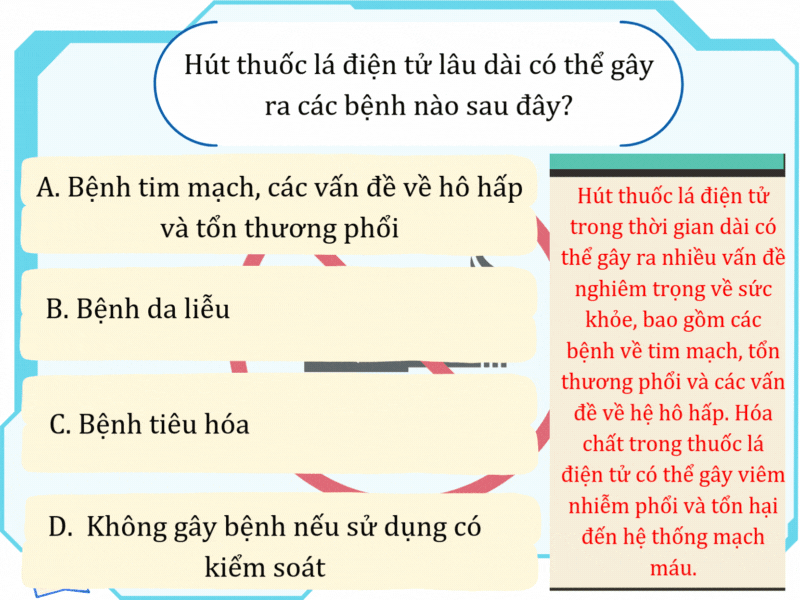 Hút thuốc lá điện tử lâu dài có thể gây
ra các bệnh nào sau đây?
A. Bệnh tim mạch, các vấn đề về hô hấp
và tổn thương phổi
B. Bệnh da liễu
C. Bệnh tiêu hóa
D. Không gây bệnh nếu sử dụng có
kiểm soát
Hút thuốc lá điện tử
trong thời gian dài có
thể gây ra nhiều vấn đề
nghiêm trọng về sức
khỏe, bao gồm các
bệnh về tim mạch, tổn
thương phổi và các vấn
đề về hệ hô hấp. Hóa
chất trong thuốc lá
điện tử có thể gây viêm
nhiễm phổi và tổn hại
đến hệ thống mạch
máu.